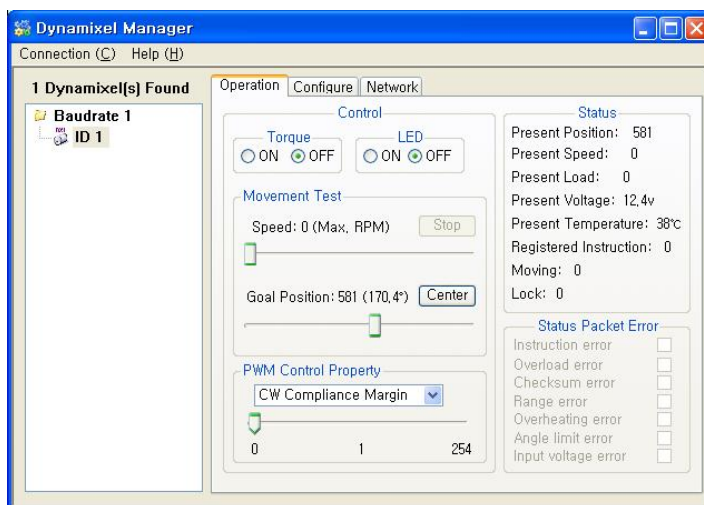 Dynamixel Manager
Connection (C) Help (H)
1 Dynamixel(s) Found
Baudrate 1
ID 1
Operation Configure Network
Control
Torque
ON OFF
LED
ON OFF
Movement Test
Speed: 0 (Max, RPM) Stop
Goal Position: 581 (170,4°) Center
PWM Control Property
CW Compliance Margin
0 1 254
Status
Present Position: 581
Present Speed: 0
Present Load: 0
Present Voltage: 12,4v
Present Temperature: 38℃
Registered Instruction: 0
Moving: 0
Lock: 0
Status Packet Error
Instruction error
Overload error
Checksum error
Range error
Overheating error
Angle limit error
Input voltage error